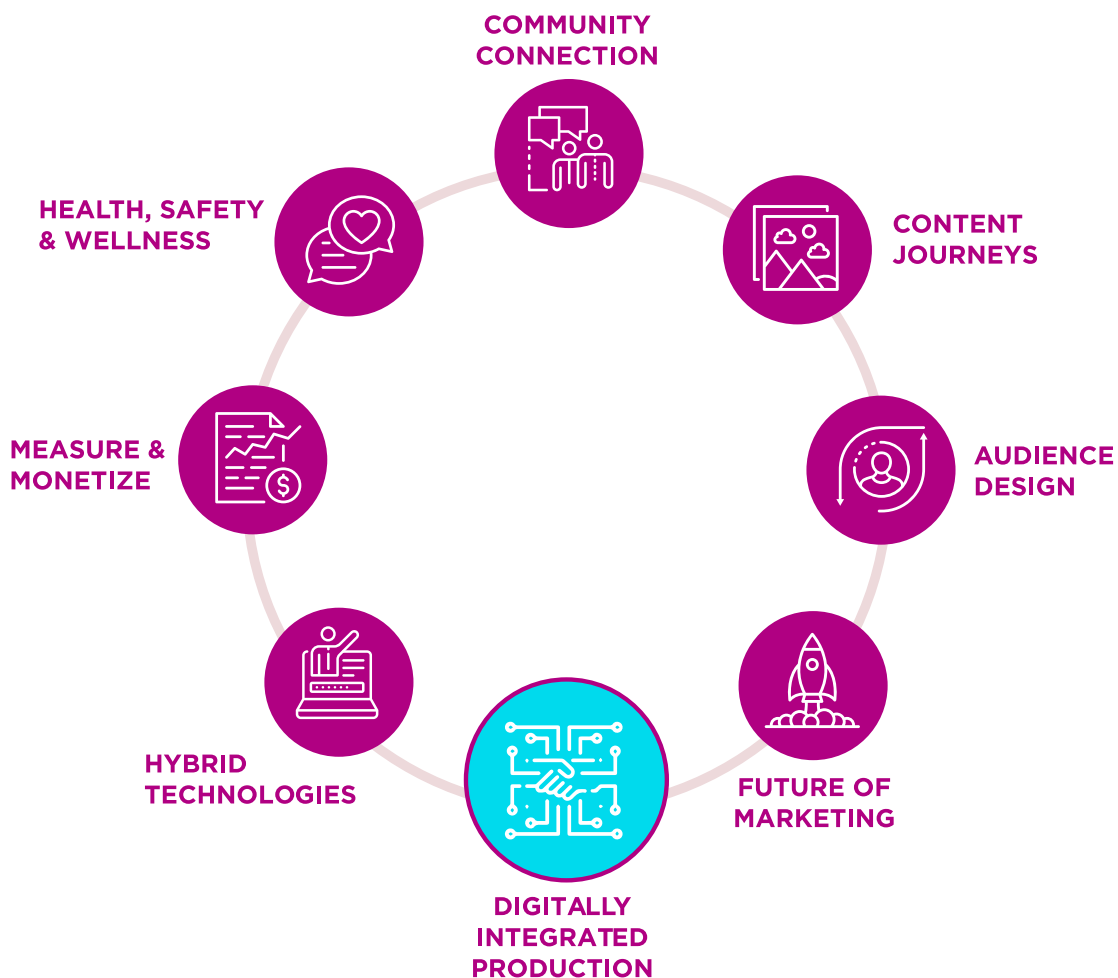 COMMUNITY
CONNECTION
CONTENT
JOURNEYS
AUDIENCE
DESIGN
FUTURE OF
MARKETING
DIGITALLY
INTEGRATED
PRODUCTION
HYBRID
TECHNOLOGIES
MEASURE &
MONETIZE
$
HEALTH, SAFETY
& WELLNESS